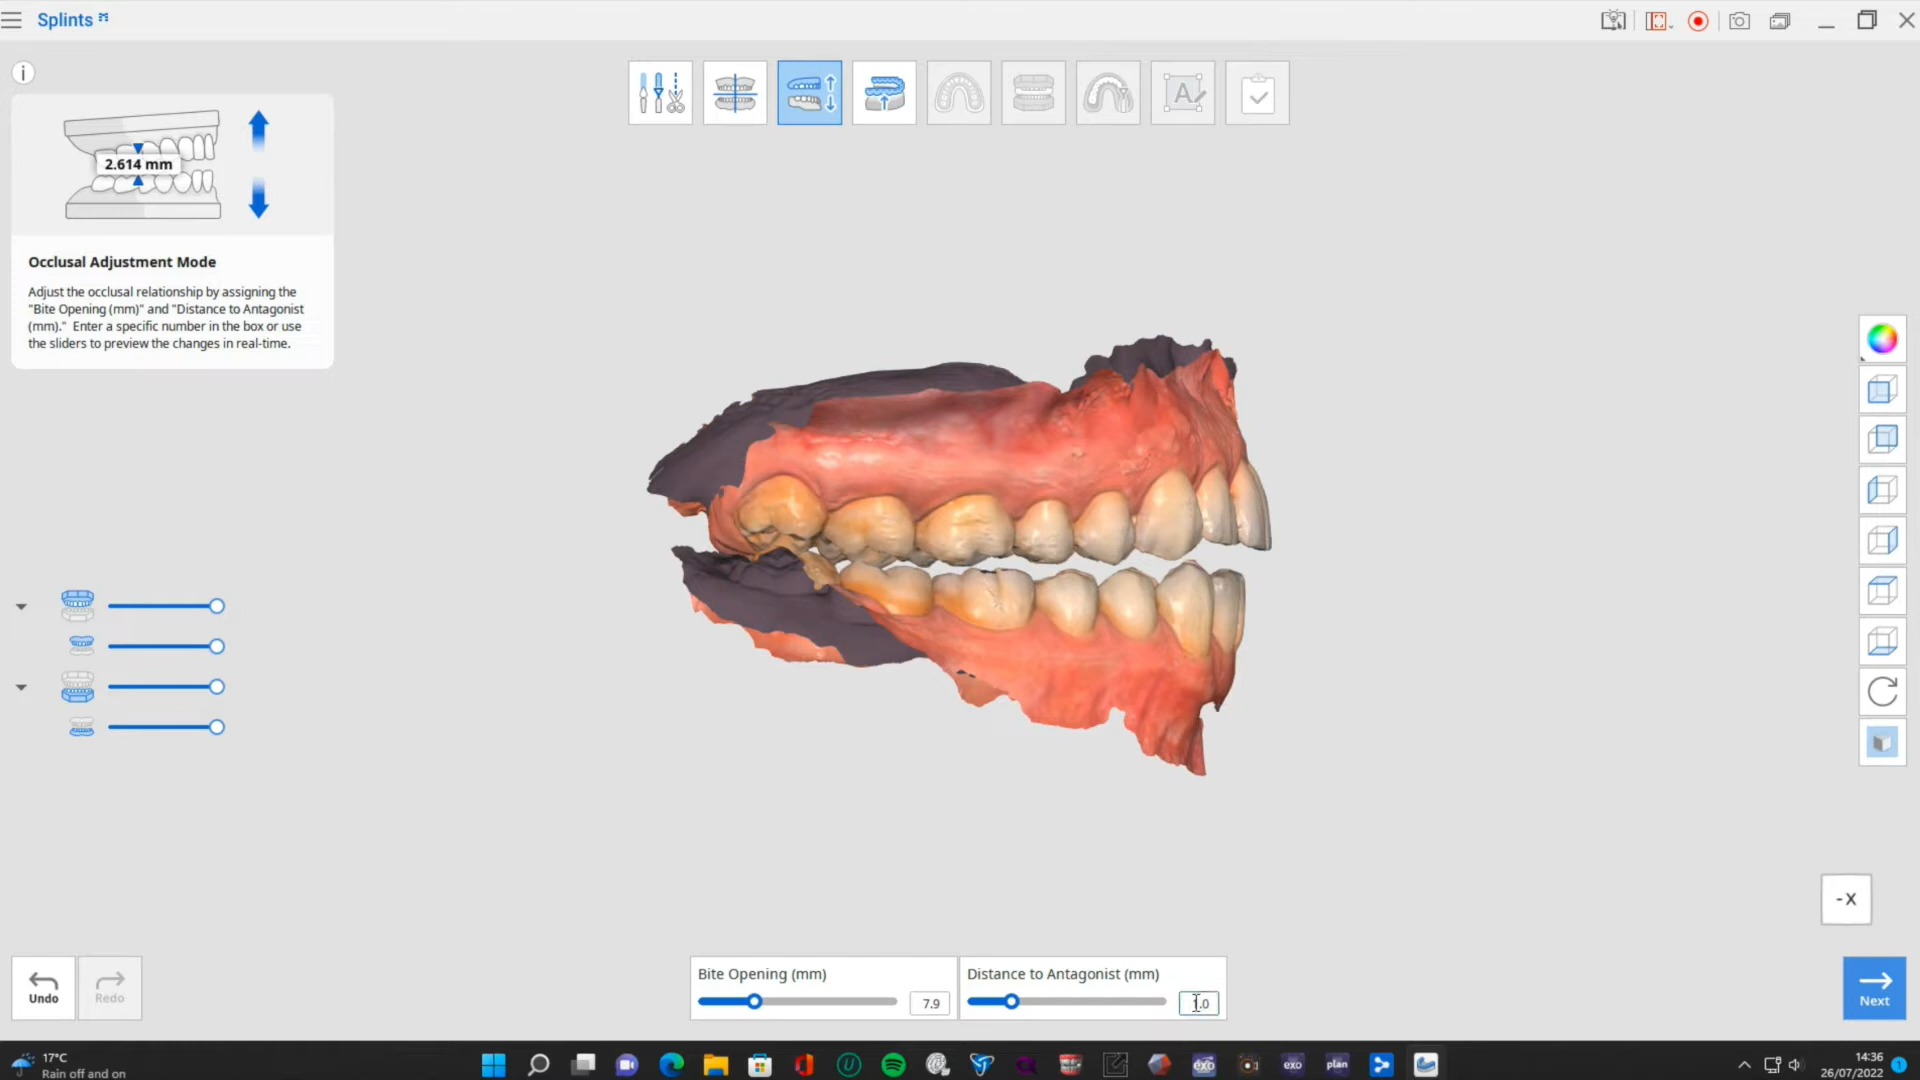 Splints
i
2.614 mm
Occlusal Adjustment Mode
Adjust the occlusal relationship by assigning the
"Bite Opening (mm)" and "Distance to Antagonist
(mm)." Enter a specific number in the box or use
the sliders to preview the changes in real-time.
A
- X
Undo
Redo
Bite Opening (mm)
7.9
Distance to Antagonist (mm)
1.0
Next
17°C
Rain off and on
exo
exo
plan
14:36
26/07/2022
1